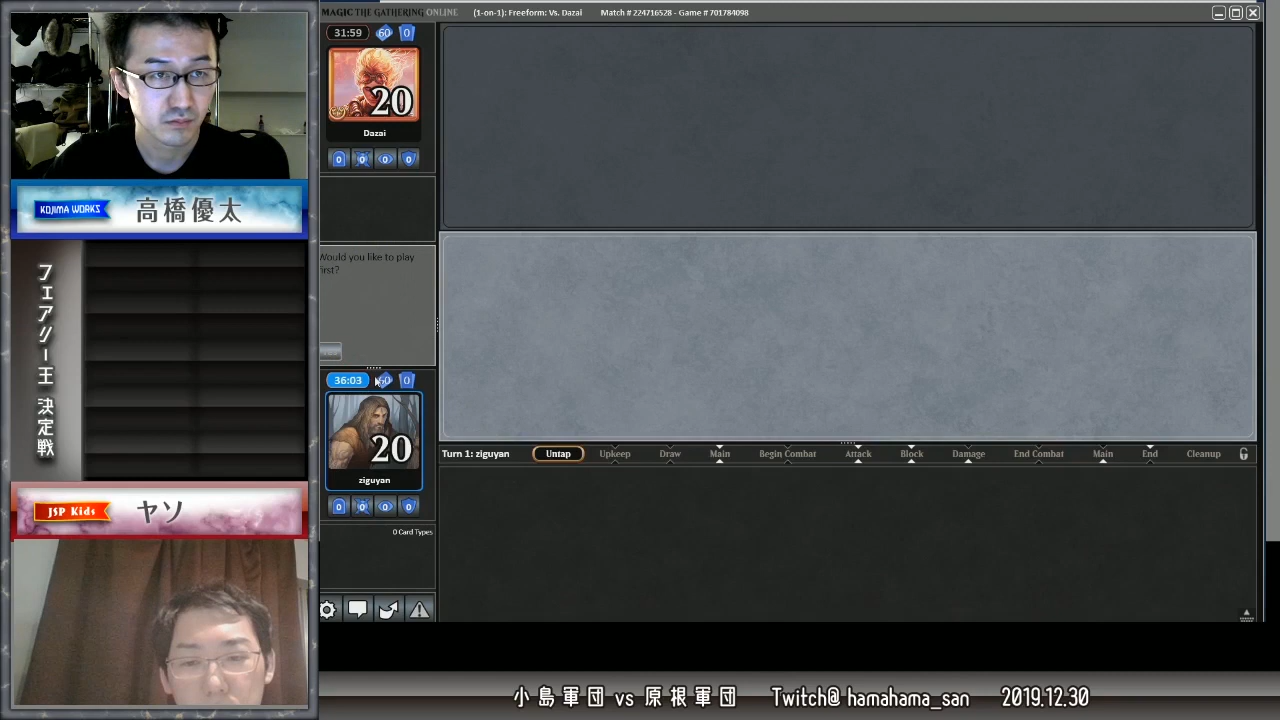 MAGIC THE GATHERING ONLINE (1-on-1): Freeform: Vs. Dazai Match # 224716528 - Game # 701784098
31:59 60 0
20
Dazai
0 0 0 0
KOJIMA WORKS 高橋優太
フェアリー王 決定戦
Would you like to play
first?
36:03 60 0
20
ziguyan
0 0 0 0
0 Card Types
Turn 1: ziguyan Untap Upkeep Draw Main Begin Combat Attack Block Damage End Combat Main End Cleanup
JSP Kids ヤソ
小島軍団 vs 原根軍団 Twitch@ hamahama_san 2019.12.30